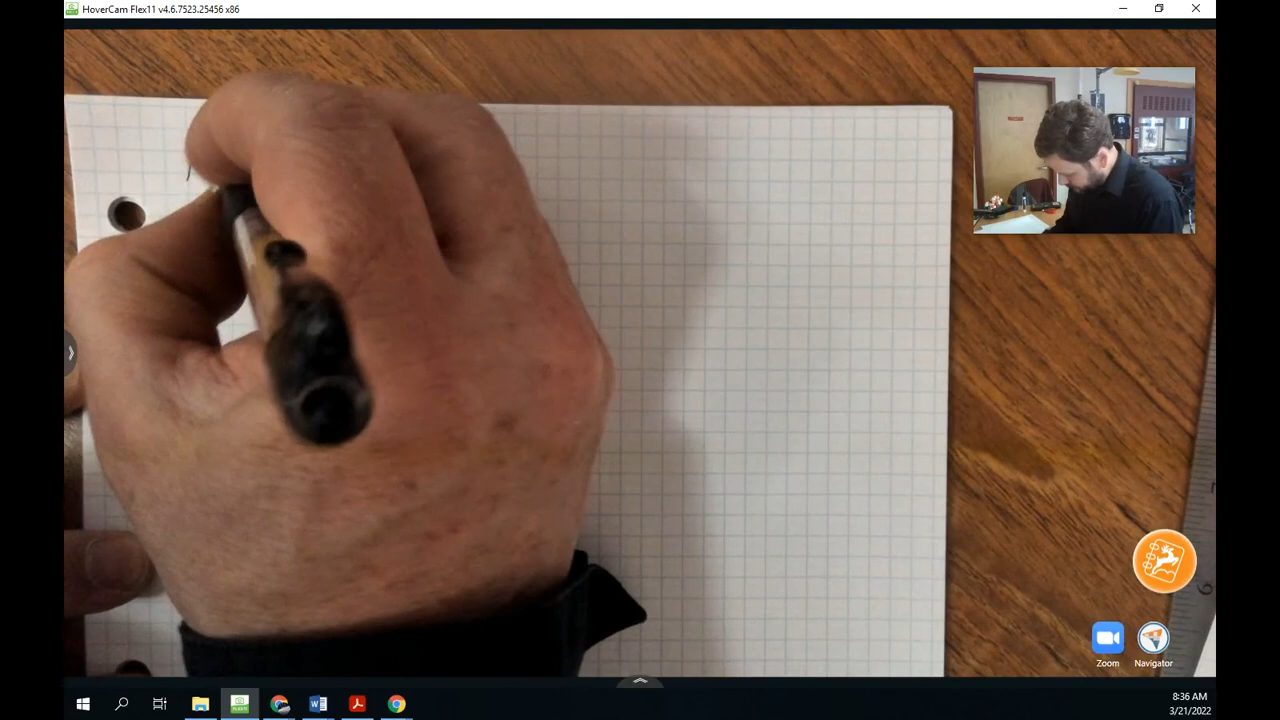 HoverCam Flex11 v4.6.7523.25456 x86
Zoom
Navigator
8:36 AM
3/21/2022